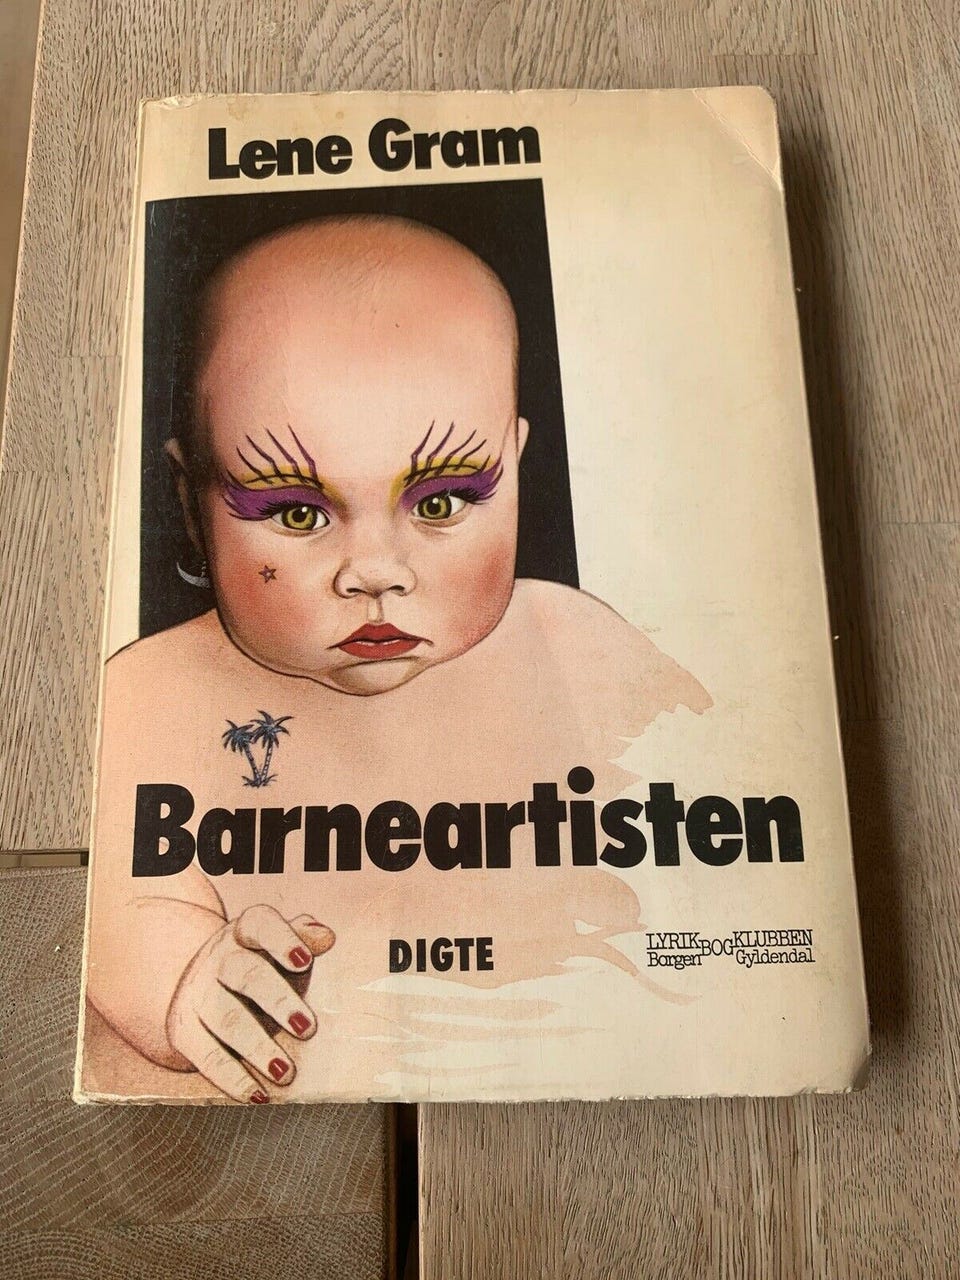 Lene Gram
Barneartisten
DIGTE
LYRIK BOG KLUBBEN
Borgen Gyldendal